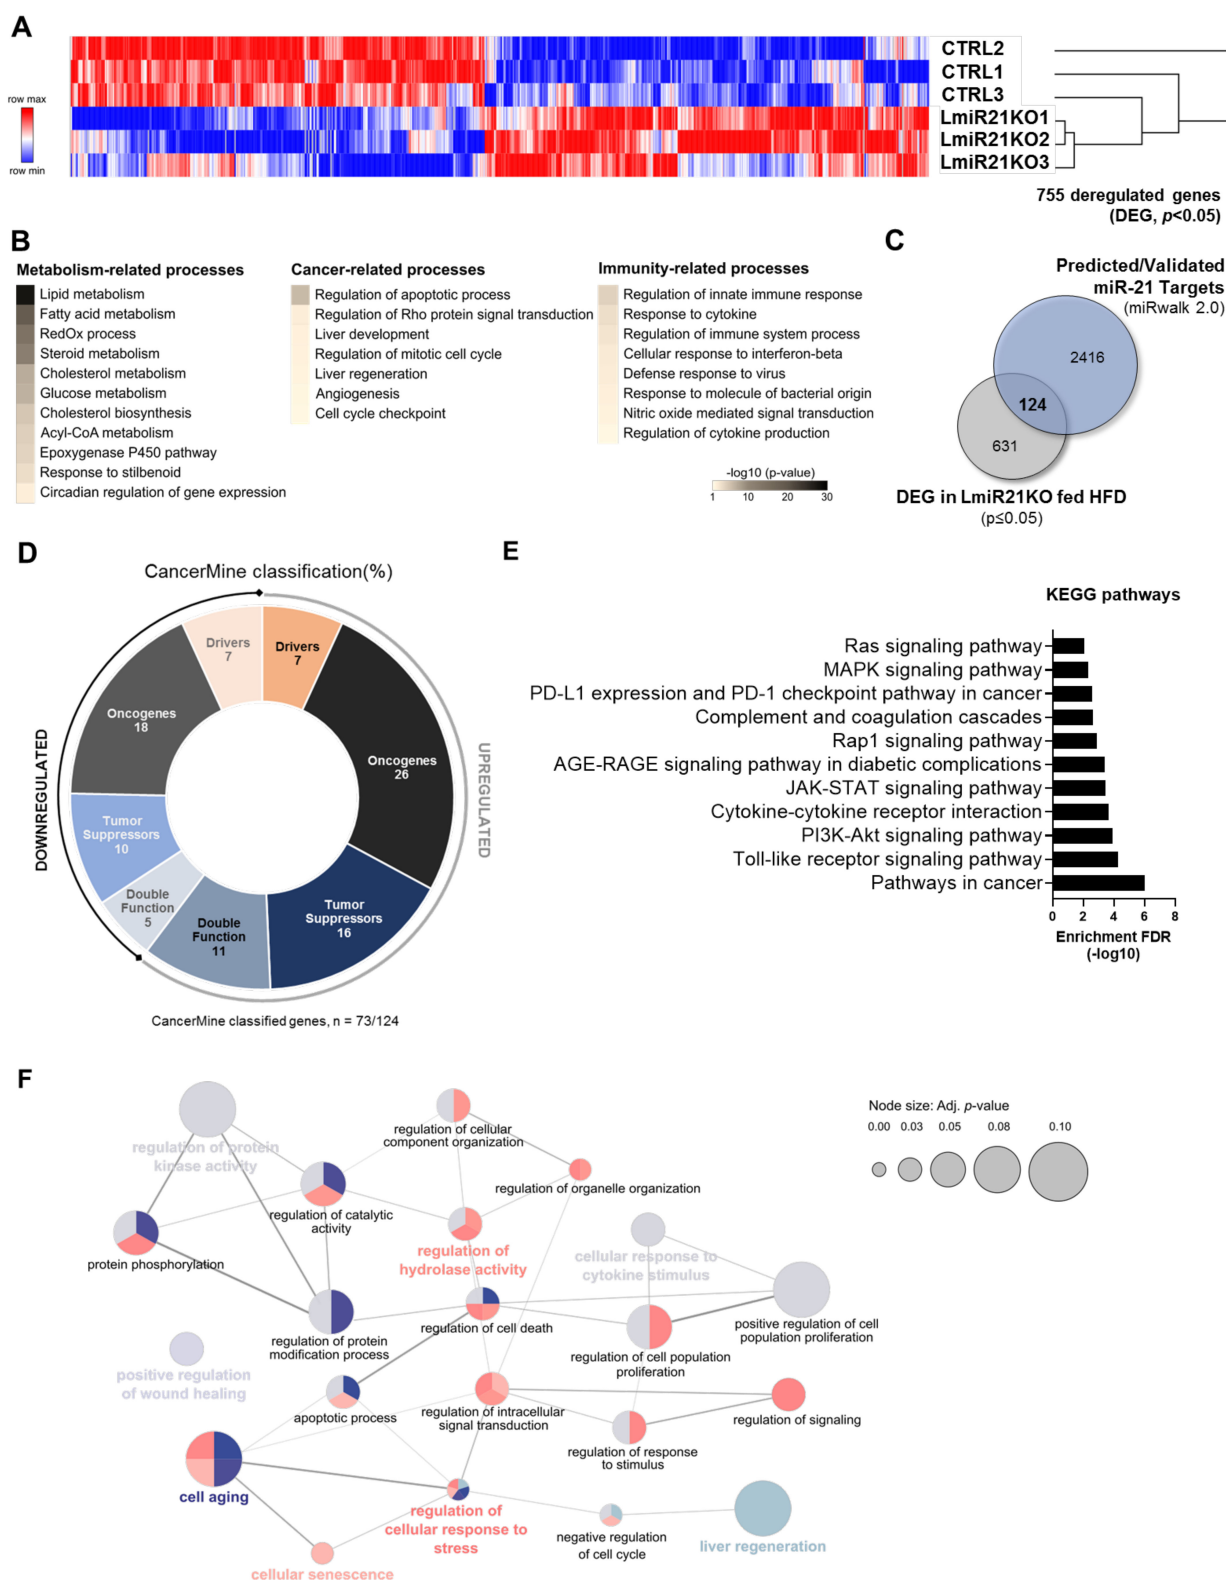 A
row max
row min
CTRL2
CTRL1
CTRL3
LmiR21KO1
LmiR21KO2
LmiR21KO3
755 deregulated genes
(DEG, p<0.05)
B
Metabolism-related processes
Lipid metabolism
Fatty acid metabolism
RedOx process
Steroid metabolism
Cholesterol metabolism
Glucose metabolism
Cholesterol biosynthesis
Acyl-CoA metabolism
Epoxygenase P450 pathway
Response to stilbenoid
Circadian regulation of gene expression
Cancer-related processes
Regulation of apoptotic process
Regulation of Rho protein signal transduction
Liver development
Regulation of mitotic cell cycle
Liver regeneration
Angiogenesis
Cell cycle checkpoint
Immunity-related processes
Regulation of innate immune response
Response to cytokine
Regulation of immune system process
Cellular response to interferon-beta
Defense response to virus
Response to molecule of bacterial origin
Nitric oxide mediated signal transduction
Regulation of cytokine production
-log10 (p-value)
1 10 20 30
C
Predicted/Validated
miR-21 Targets
(miRwalk 2.0)
2416
124
631
DEG in LmiR21KO fed HFD
(p≤0.05)
D
CancerMine classification(%)
DOWNREGULATED
UPREGULATED
Drivers
7
Drivers
7
Oncogenes
18
Oncogenes
26
Tumor
Suppressors
10
Double
Function
5
Double
Function
11
Tumor
Suppressors
16
CancerMine classified genes, n = 73/124
E
KEGG pathways
Ras signaling pathway
MAPK signaling pathway
PD-L1 expression and PD-1 checkpoint pathway in cancer
Complement and coagulation cascades
Rap1 signaling pathway
AGE-RAGE signaling pathway in diabetic complications
JAK-STAT signaling pathway
Cytokine-cytokine receptor interaction
PI3K-Akt signaling pathway
Toll-like receptor signaling pathway
Pathways in cancer
0 2 4 6 8
Enrichment FDR
(-log10)
F
Node size: Adj. p-value
0.00 0.03 0.05 0.08 0.10
regulation of protein
kinase activity
regulation of cellular
component organization
regulation of organelle organization
regulation of catalytic
activity
protein phosphorylation
regulation of
hydrolase activity
cellular response to
cytokine stimulus
regulation of protein
modification process
regulation of cell death
positive regulation of cell
population proliferation
regulation of cell population
proliferation
positive regulation
of wound healing
apoptotic process
regulation of intracellular
signal transduction
regulation of signaling
regulation of response
to stimulus
cell aging
regulation of
cellular response to
stress
negative regulation
of cell cycle
liver regeneration
cellular senescence